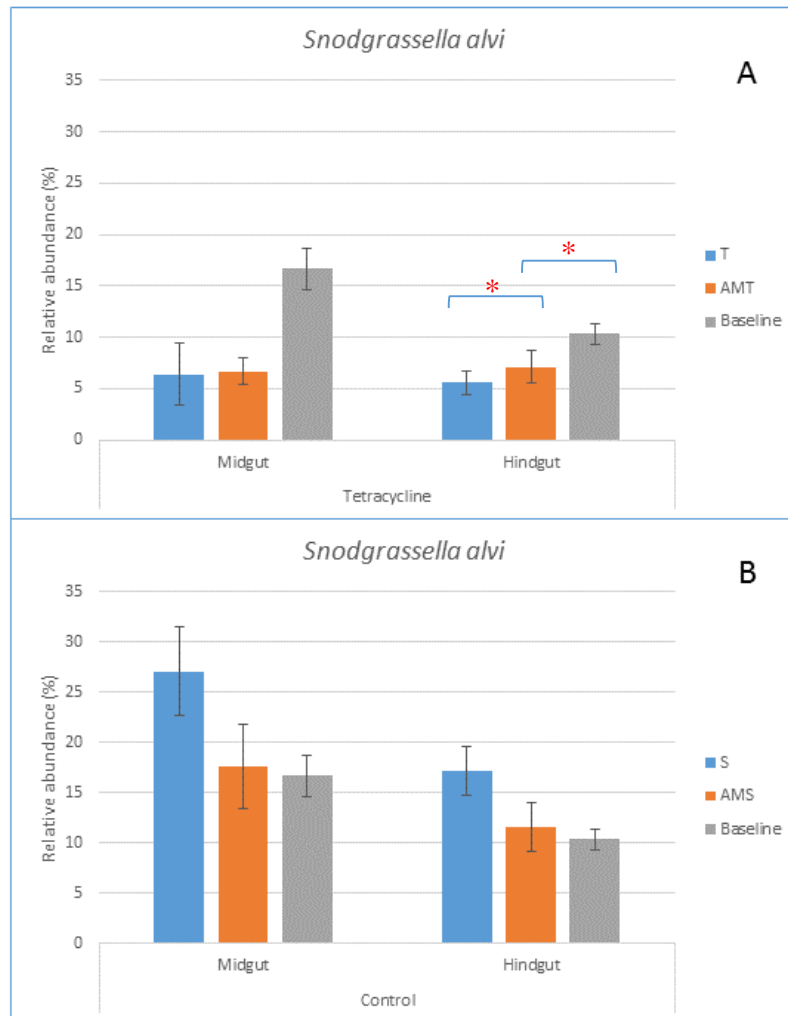 Snodgrassella alvi
A
35
30
25
20
15
10
5
0
Relative abundance (%)
*
*
T
AMT
Baseline
Midgut
Hindgut
Tetracycline
Snodgrassella alvi
B
35
30
25
20
15
10
5
0
Relative abundance (%)
S
AMS
Baseline
Midgut
Hindgut
Control